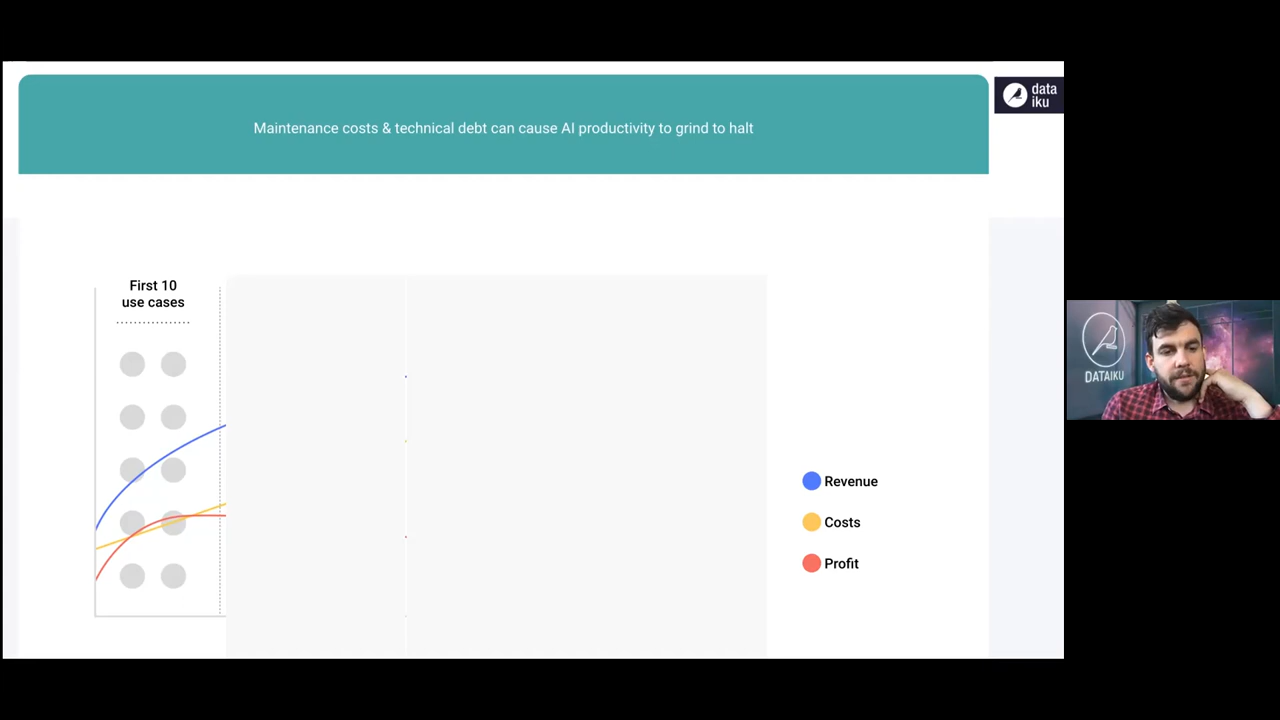 Maintenance costs & technical debt can cause AI productivity to grind to halt
data
iku
First 10
use cases
Revenue
Costs
Profit
DATAIKU